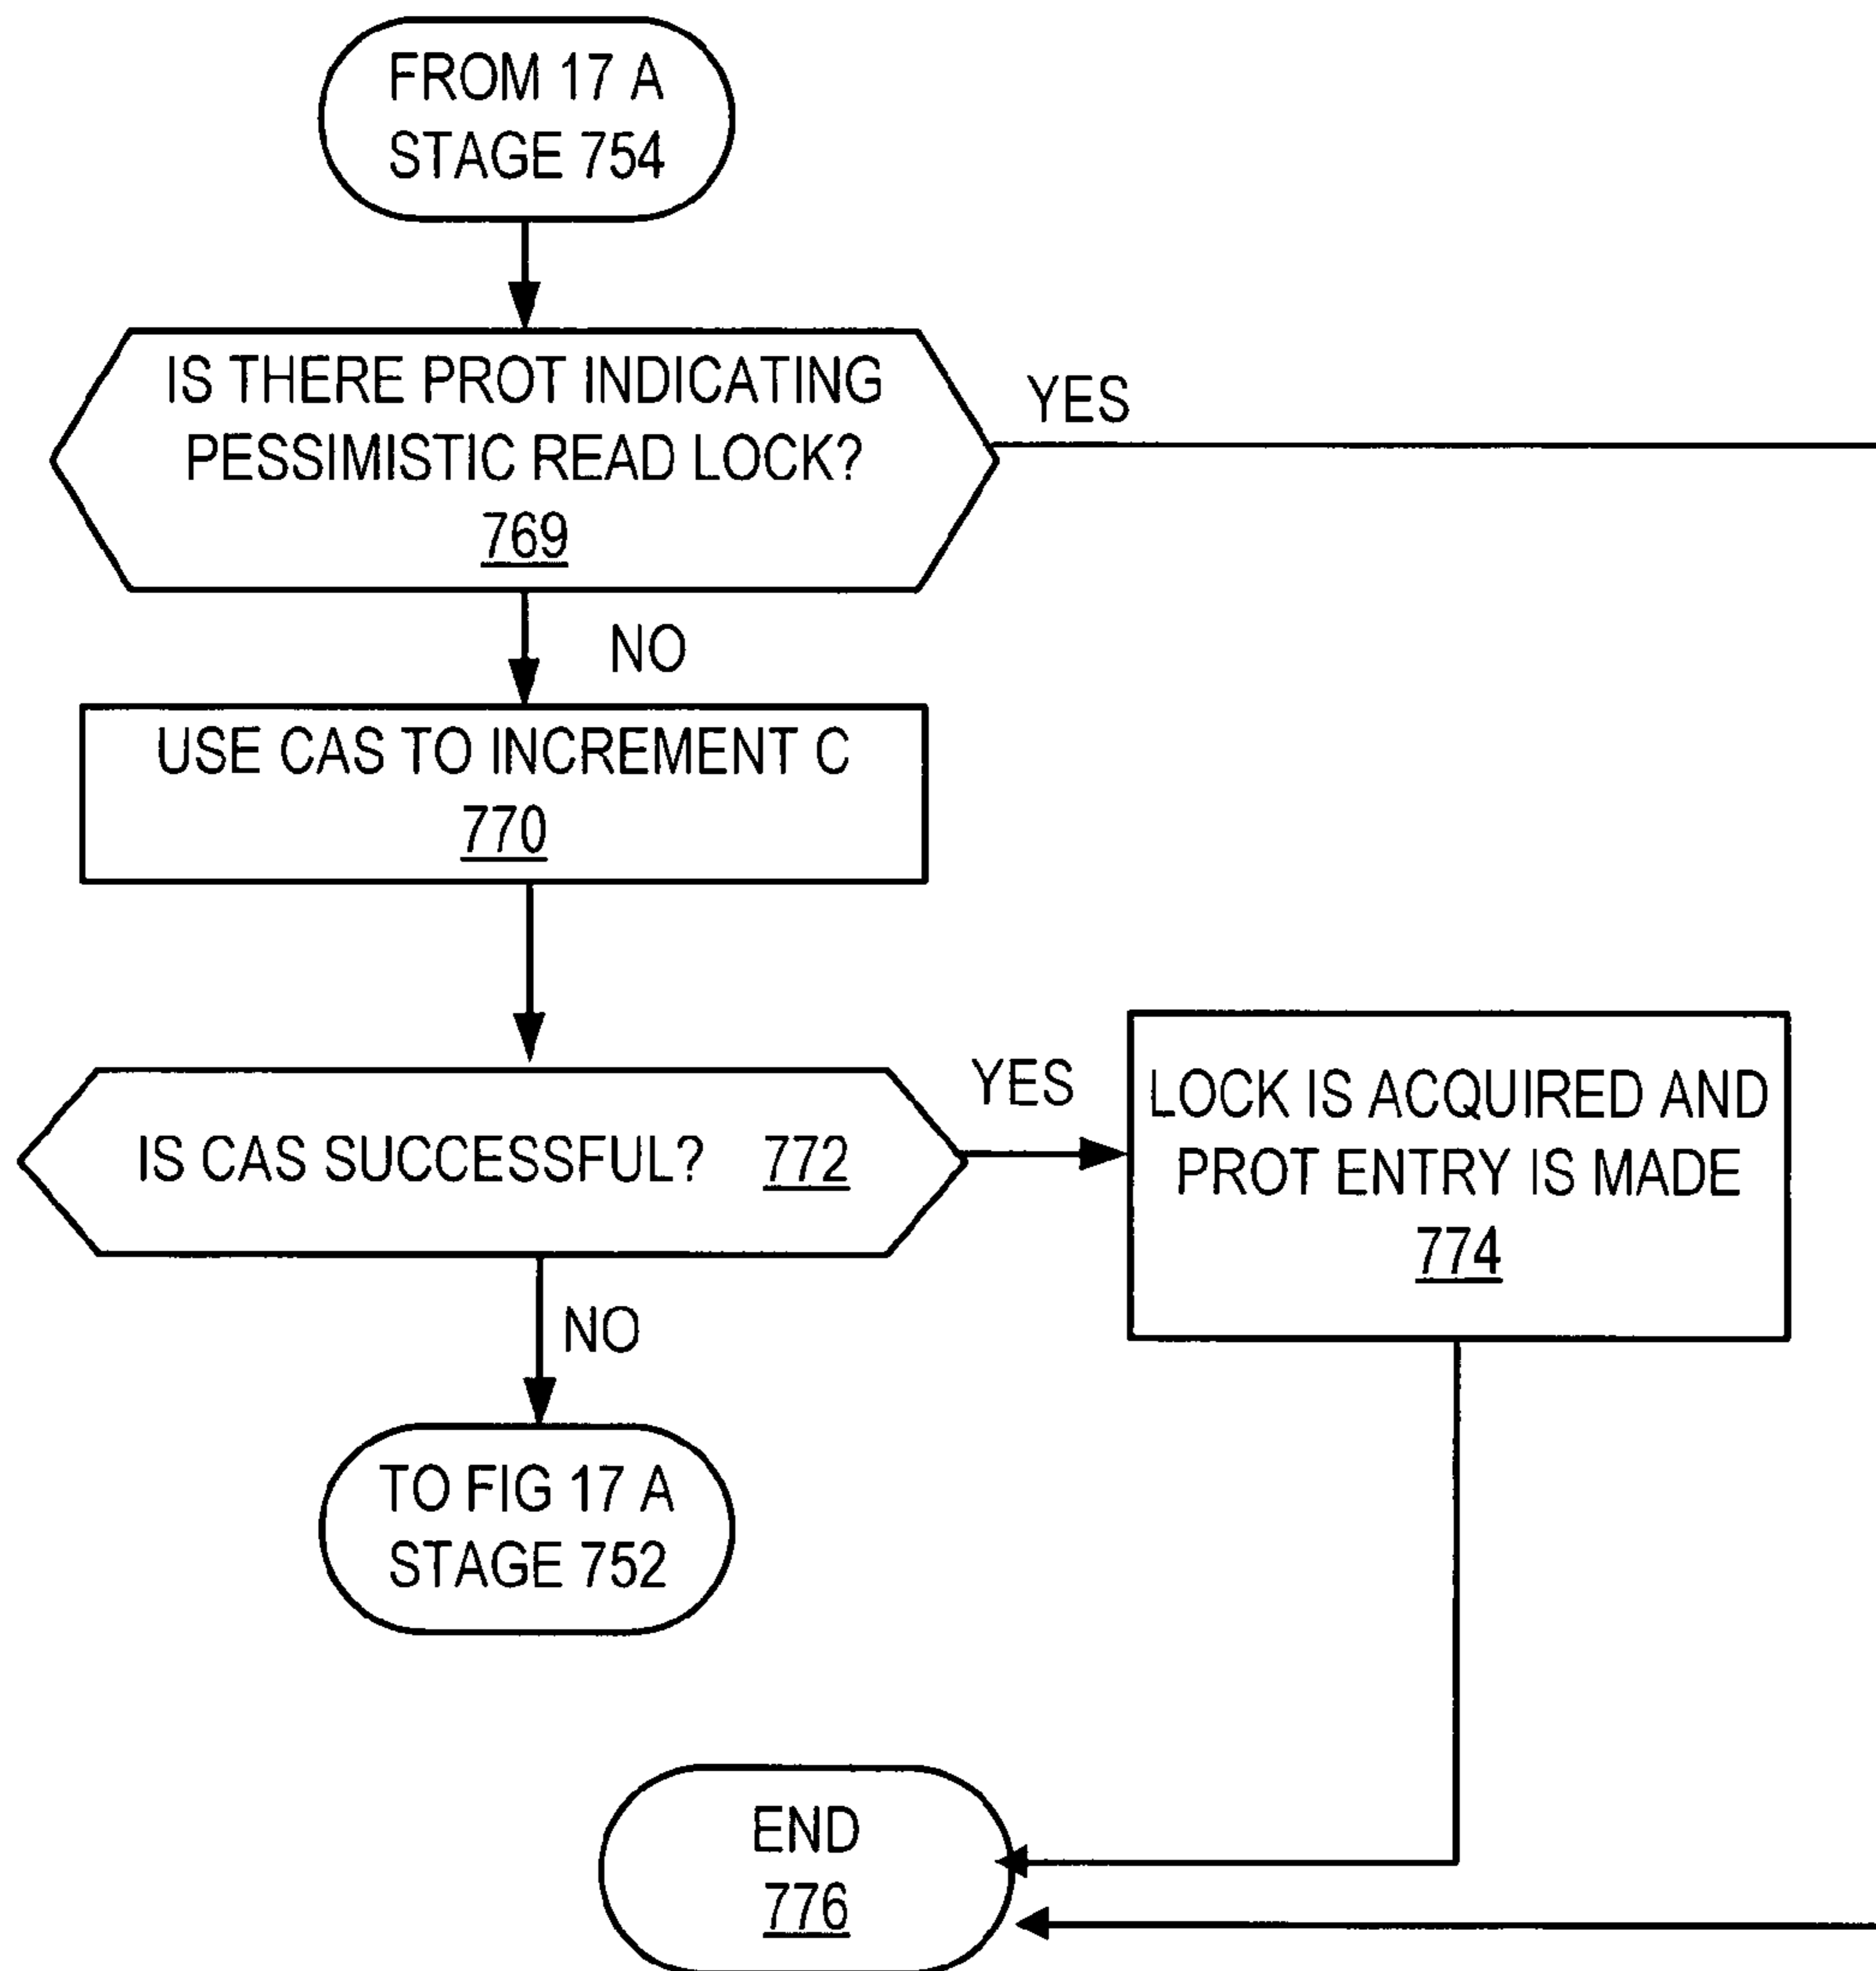 FROM 17 A
STAGE 754
IS THERE PROT INDICATING
PESSIMISTIC READ LOCK?
769
YES
NO
USE CAS TO INCREMENT C
770
IS CAS SUCCESSFUL? 772
YES
LOCK IS ACQUIRED AND
PROT ENTRY IS MADE
774
NO
TO FIG 17 A
STAGE 752
END
776